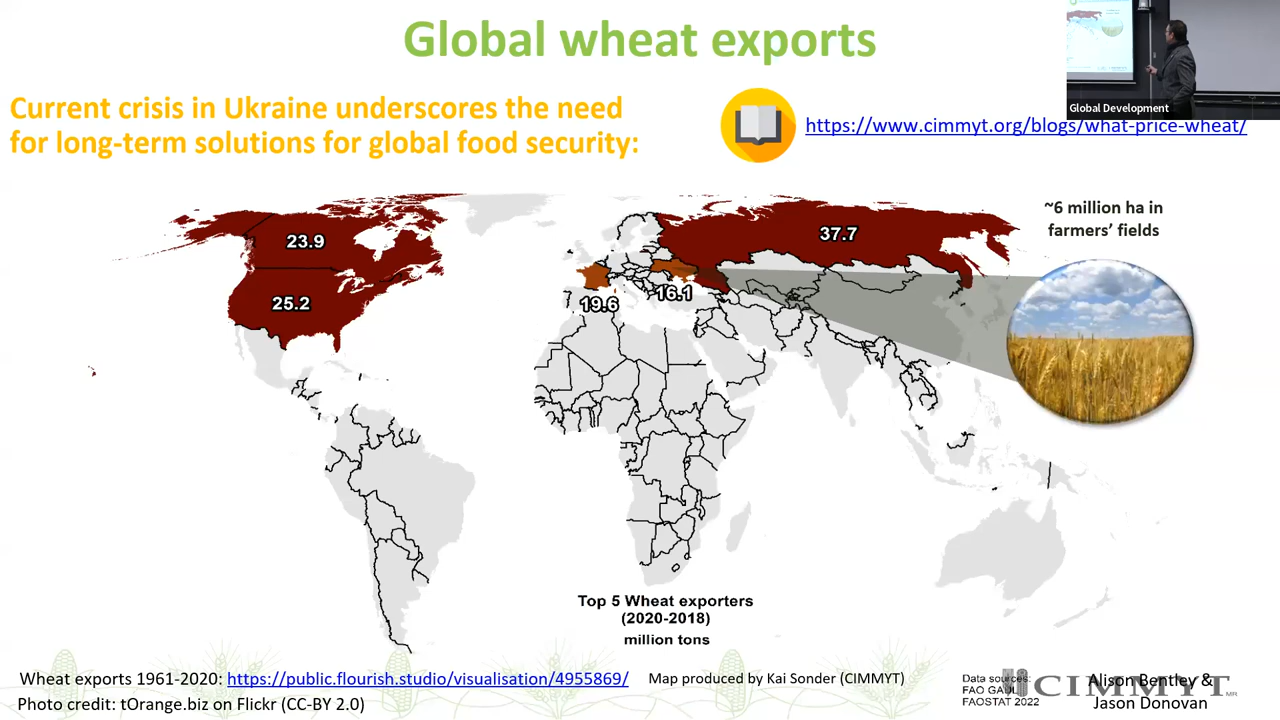 Global wheat exports
Global Development
Current crisis in Ukraine underscores the need
for long-term solutions for global food security:
https://www.cimmyt.org/blogs/what-price-wheat/
~6 million ha in
farmers’ fields
23.9
37.7
25.2
19.6
16.1
Top 5 Wheat exporters
(2020-2018)
million tons
Wheat exports 1961-2020: https://public.flourish.studio/visualisation/4955869/
Map produced by Kai Sonder (CIMMYT)
Photo credit: tOrange.biz on Flickr (CC-BY 2.0)
Data sources:
FAO GAUL
FAOSTAT 2022
CIMMYT
MR
Alison Bentley &
Jason Donovan